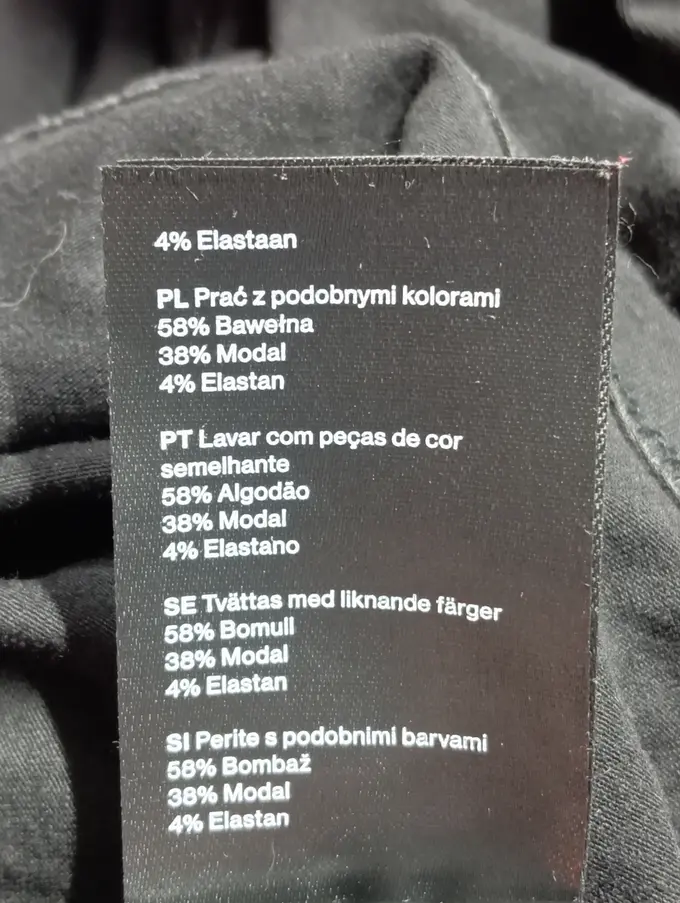 4% Elastaan
PL Prać z podobnymi kolorami
58% Bawełna
38% Modal
4% Elastan
PT Lavar com peças de cor
semelhante
58% Algodão
38% Modal
4% Elastano
SE Tvättas med liknande färger
58% Bomull
38% Modal
4% Elastan
SI Perite s podobnimi barvami
58% Bombaž
38% Modal
4% Elastan